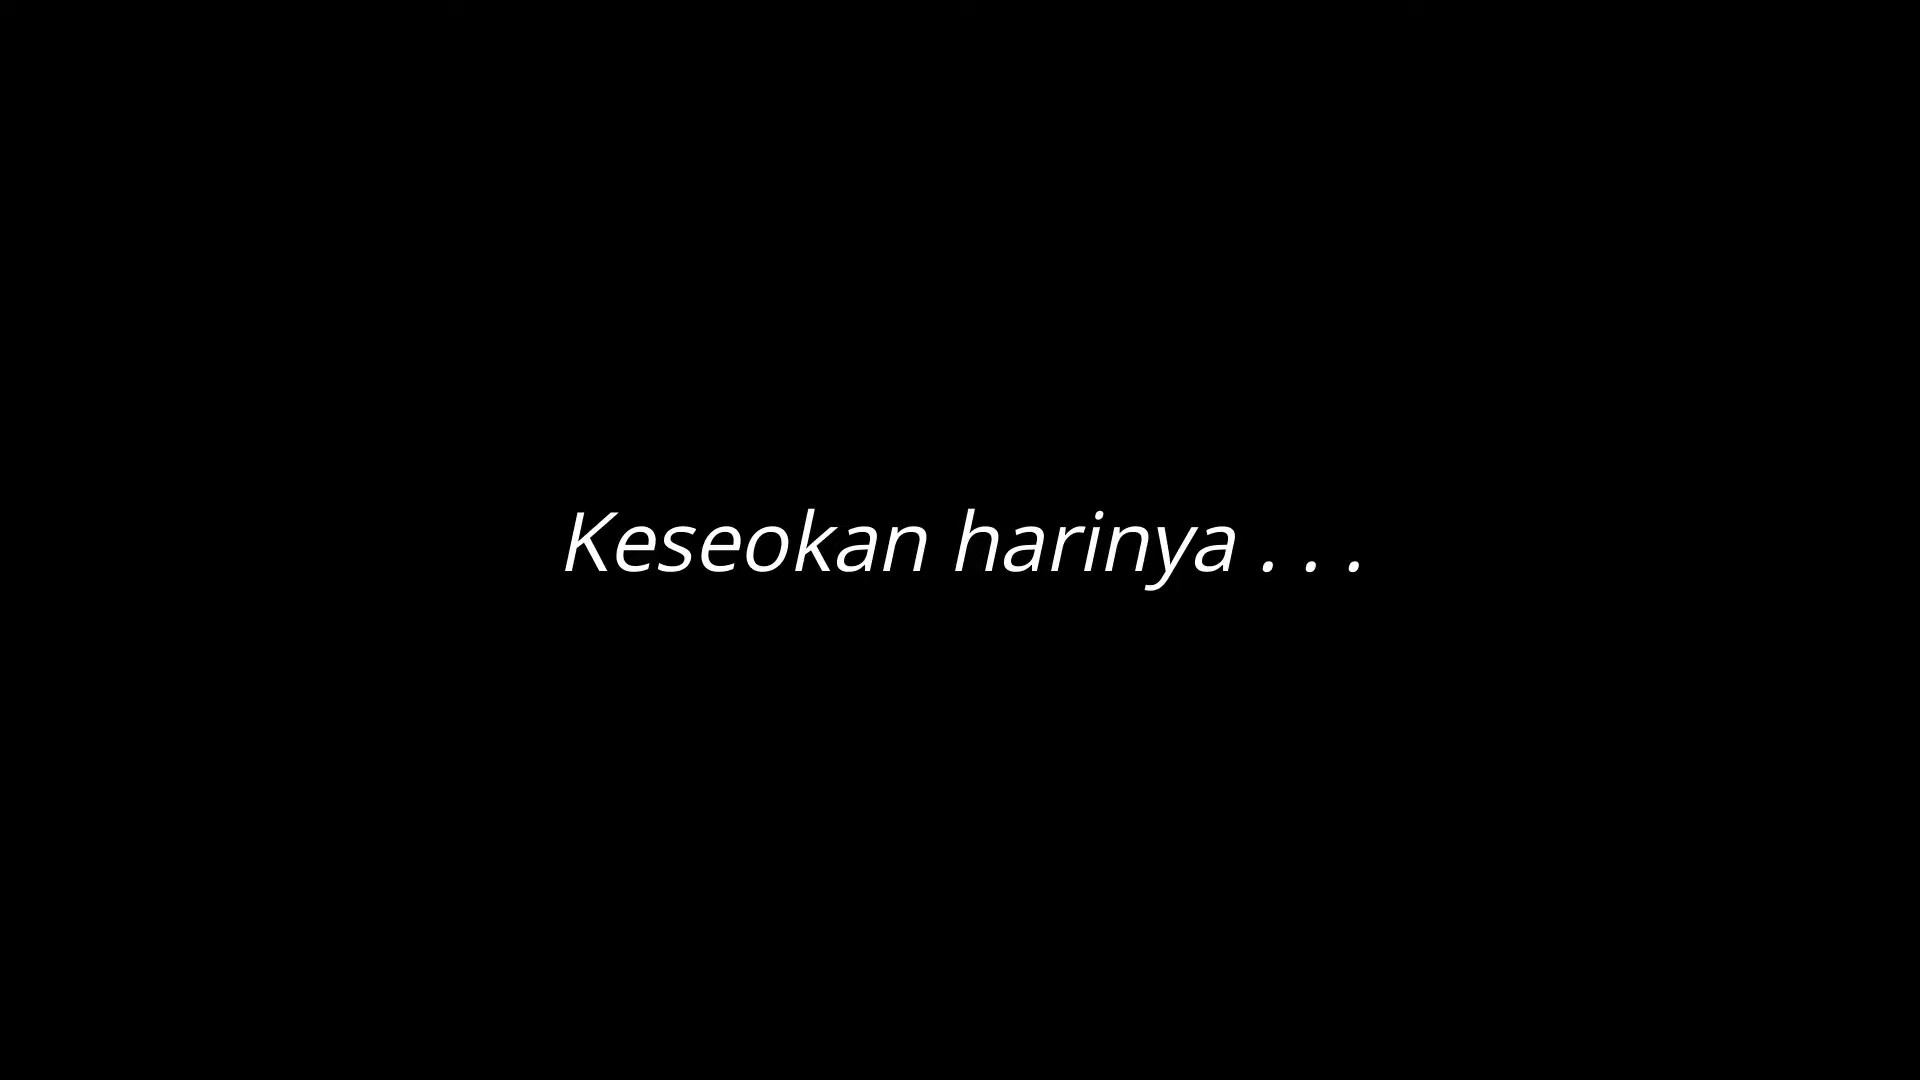 Keseokan harinya . . .